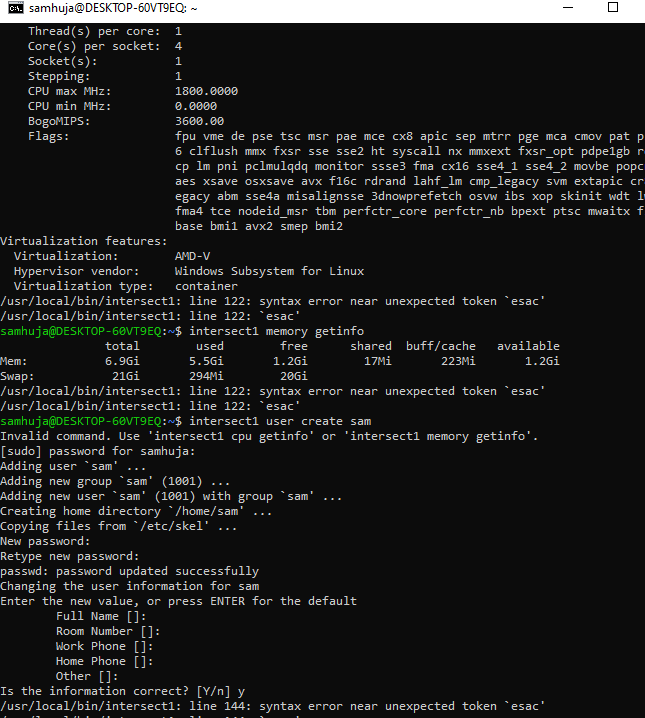 samhuja@DESKTOP-60VT9EQ: ~
Thread(s) per core:  1
Core(s) per socket:  4
Socket(s):           1
Stepping:            1
CPU max MHz:         1800.0000
CPU min MHz:         0.0000
BogoMIPS:            3600.00
Flags:               fpu vme de pse tsc msr pae mce cx8 apic sep mtrr pge mca cmov pat p
6 clflush mmx fxsr sse sse2 ht syscall nx mmxext fxsr_opt pdpe1gb r
cp lm pni pclmulqdq monitor ssse3 fma cx16 sse4_1 sse4_2 movbe popc
aes xsave osxsave avx f16c rdrand lahf_lm cmp_legacy svm extapic cr
egacy abm sse4a misalignsse 3dnowprefetch osvw ibs xop skinit wdt l
fma4 tce nodeid_msr tbm perfctr_core perfctr_nb bpext ptsc mwaitx f
base bmi1 avx2 smep bmi2
Virtualization features:
Virtualization:        AMD-V
Hypervisor vendor:     Windows Subsystem for Linux
Virtualization type:   container
/usr/local/bin/intersect1: line 122: syntax error near unexpected token `esac'
/usr/local/bin/intersect1: line 122: `esac'
samhuja@DESKTOP-60VT9EQ:~$ intersect1 memory getinfo
total        used        free      shared  buff/cache   available
Mem:          6.9Gi       5.5Gi       1.2Gi        17Mi       223Mi       1.2Gi
Swap:          21Gi       294Mi        20Gi
/usr/local/bin/intersect1: line 122: syntax error near unexpected token `esac'
/usr/local/bin/intersect1: line 122: `esac'
samhuja@DESKTOP-60VT9EQ:~$ intersect1 user create sam
Invalid command. Use 'intersect1 cpu getinfo' or 'intersect1 memory getinfo'.
[sudo] password for samhuja:
Adding user `sam' ...
Adding new group `sam' (1001) ...
Adding new user `sam' (1001) with group `sam' ...
Creating home directory `/home/sam' ...
Copying files from `/etc/skel' ...
New password:
Retype new password:
passwd: password updated successfully
Changing the user information for sam
Enter the new value, or press ENTER for the default
Full Name []:
Room Number []:
Work Phone []:
Home Phone []:
Other []:
Is the information correct? [Y/n] y
/usr/local/bin/intersect1: line 144: syntax error near unexpected token `esac'